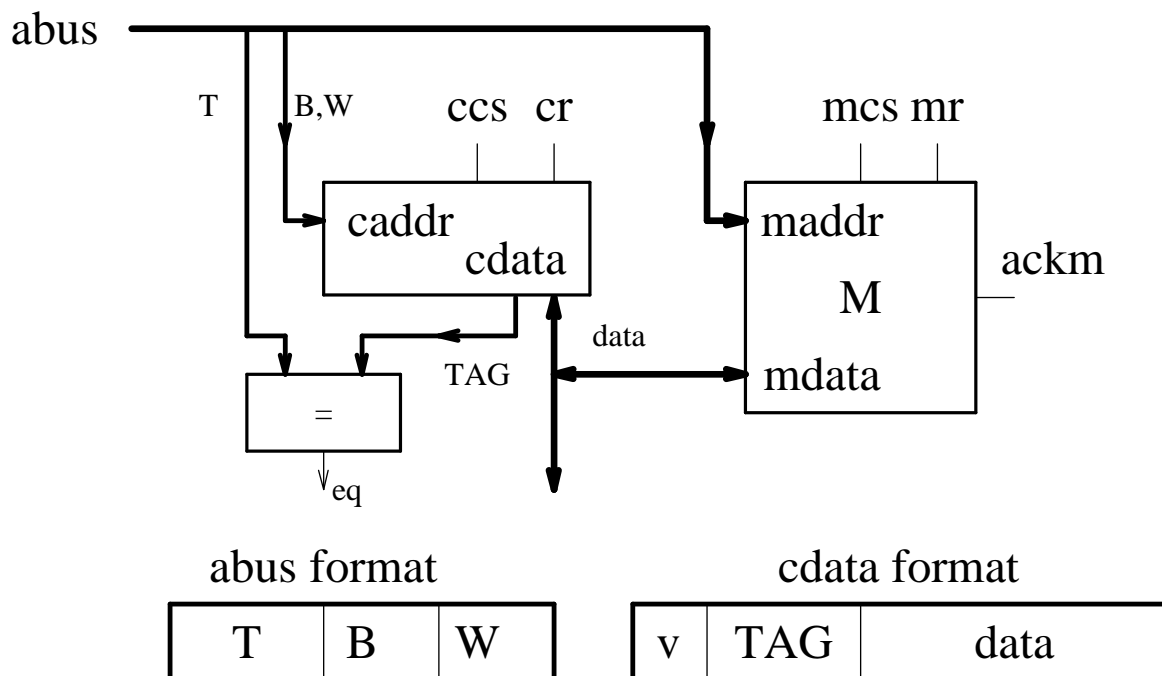 abus
T
B,W
ccs cr
mcs mr
caddr
cdata
maddr
ackm
M
data
TAG
mdata
=
eq
abus format
cdata format
T B W
v TAG data